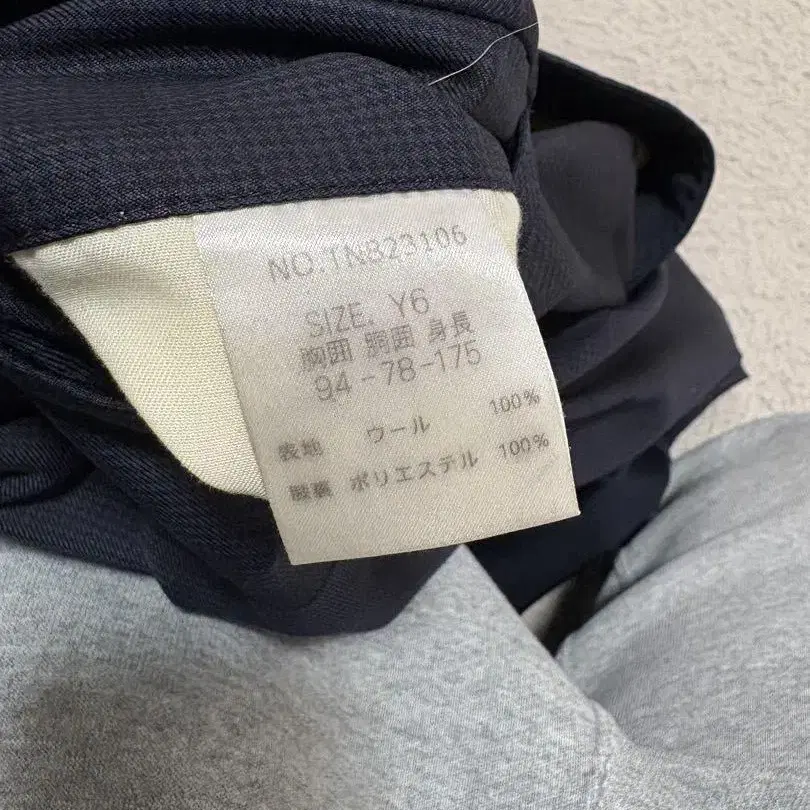 NO.TN823106
SIZE. Y6
胸囲 胴囲 身長
94-78-175
表地 ウール 100%
膝裏 ポリエステル 100%